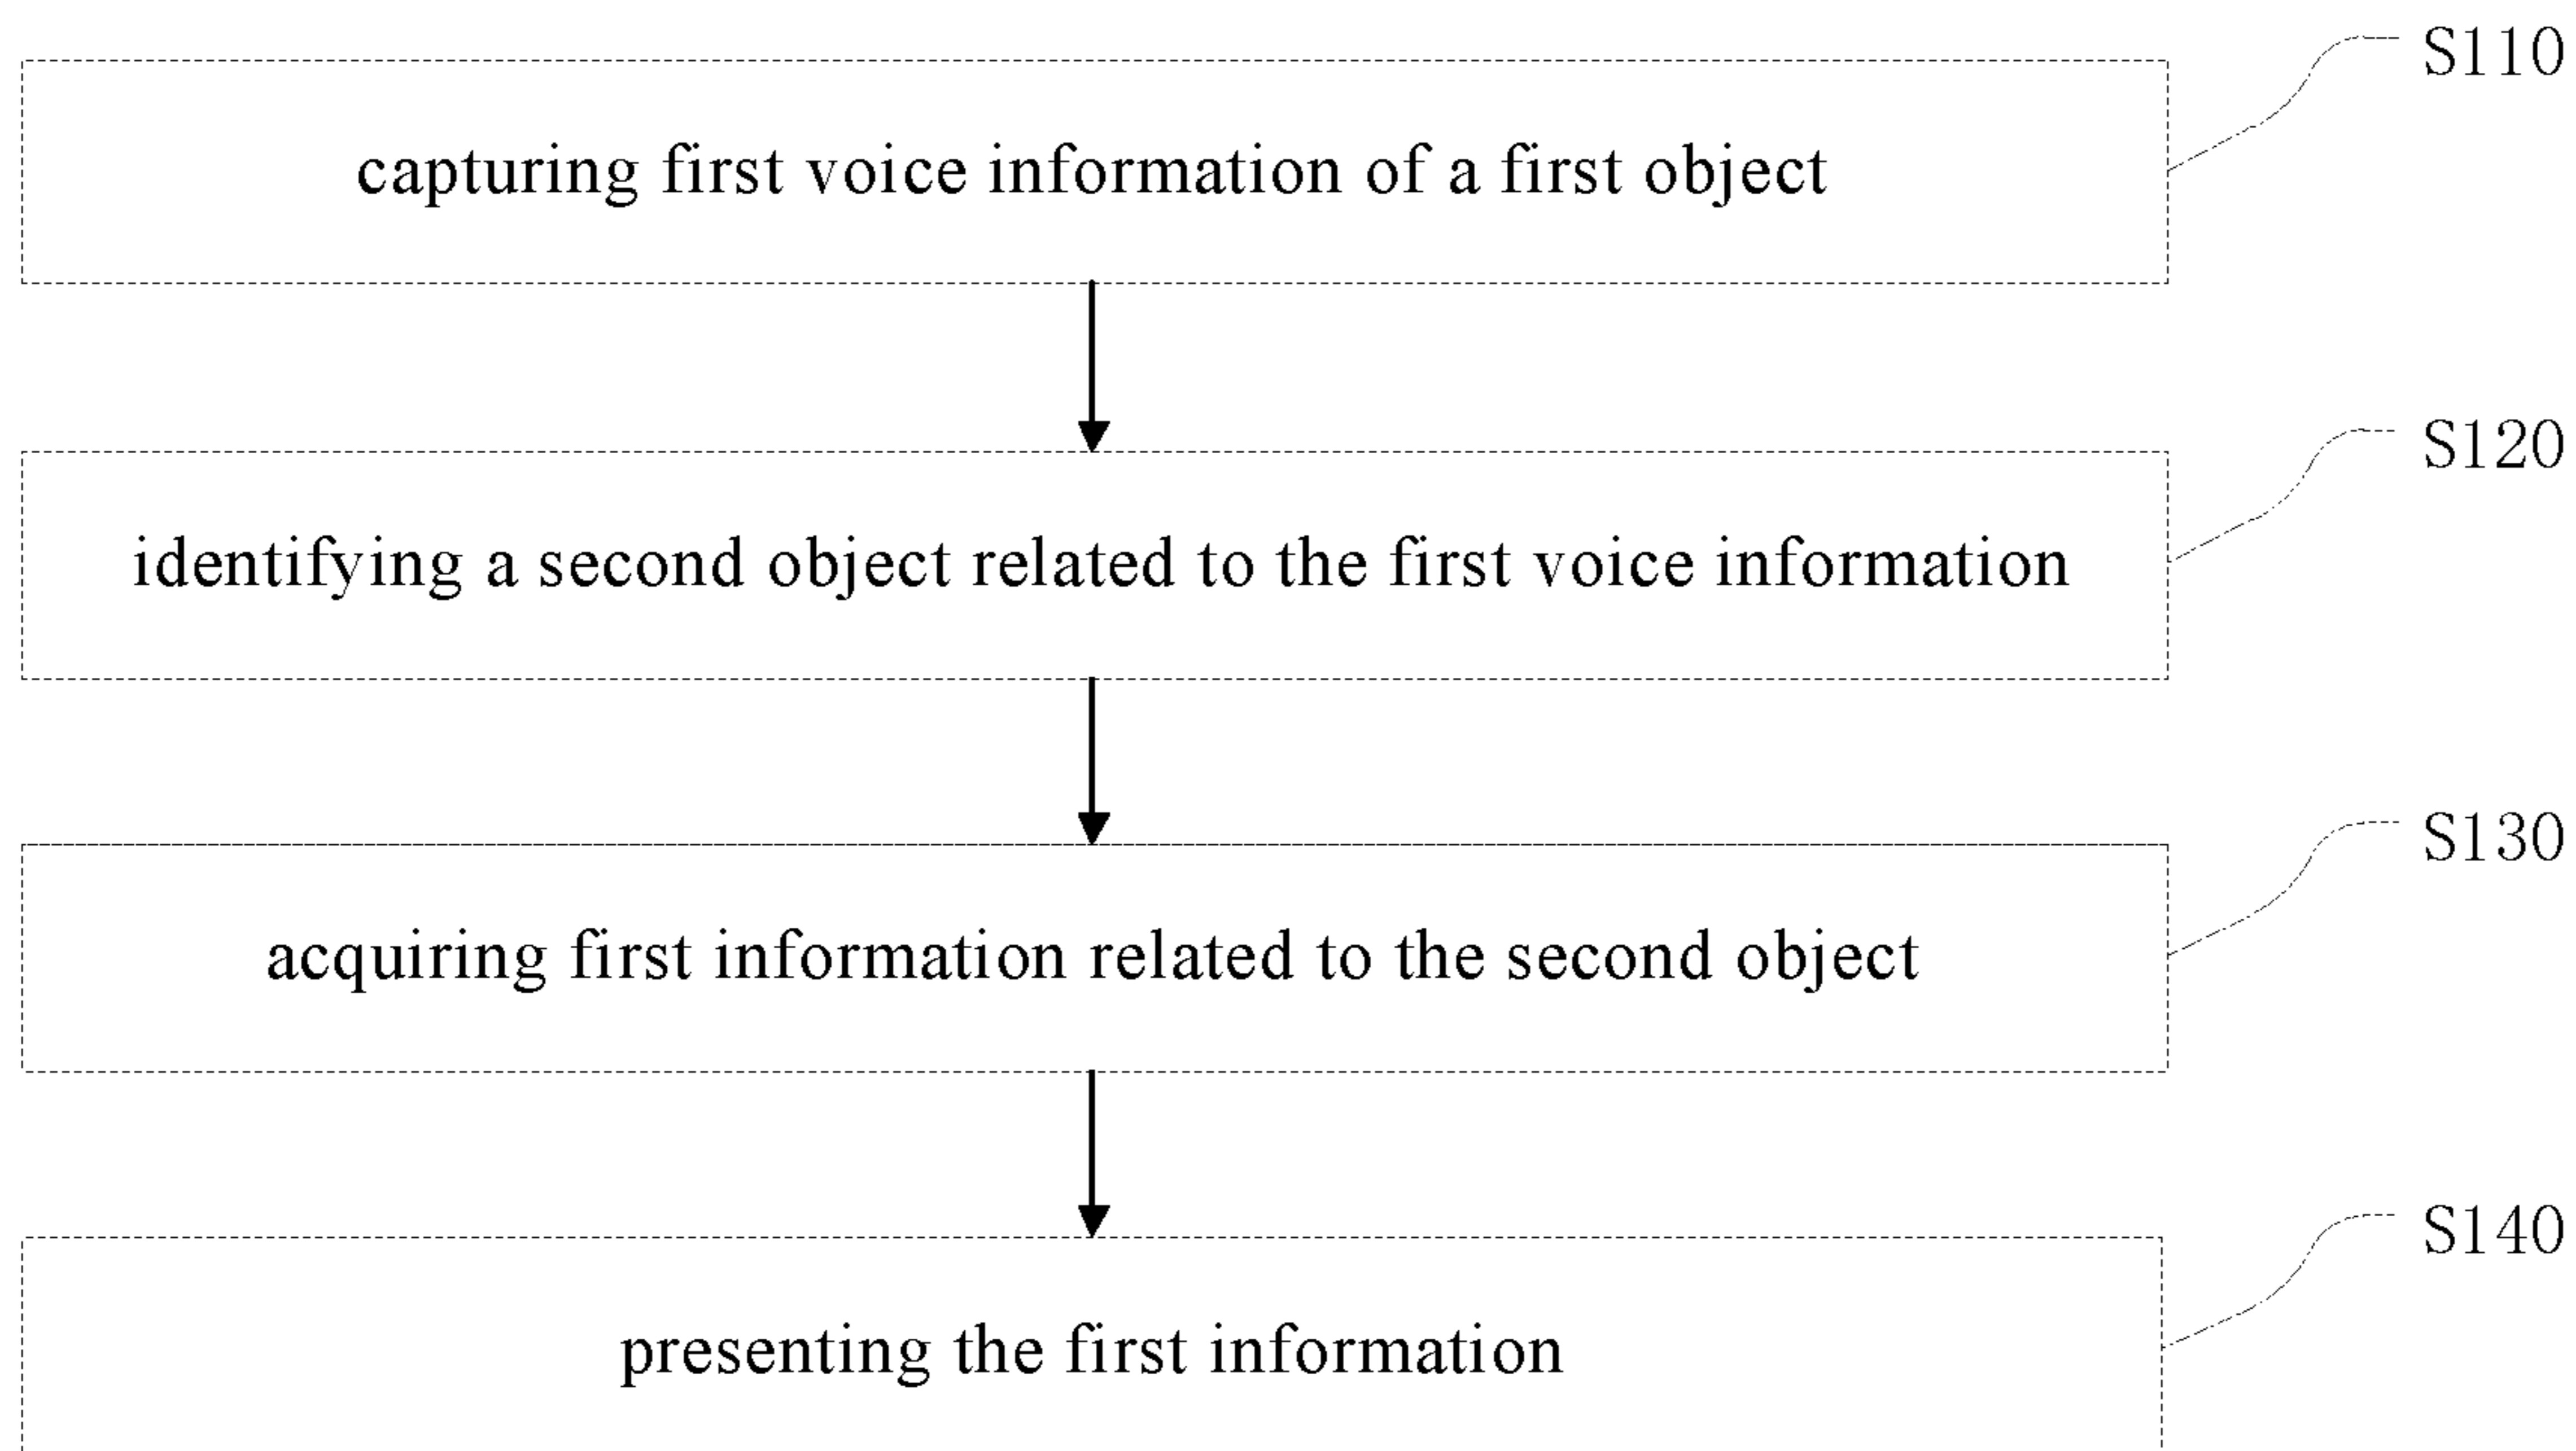 S110
capturing first voice information of a first object
S120
identifying a second object related to the first voice information
S130
acquiring first information related to the second object
S140
presenting the first information